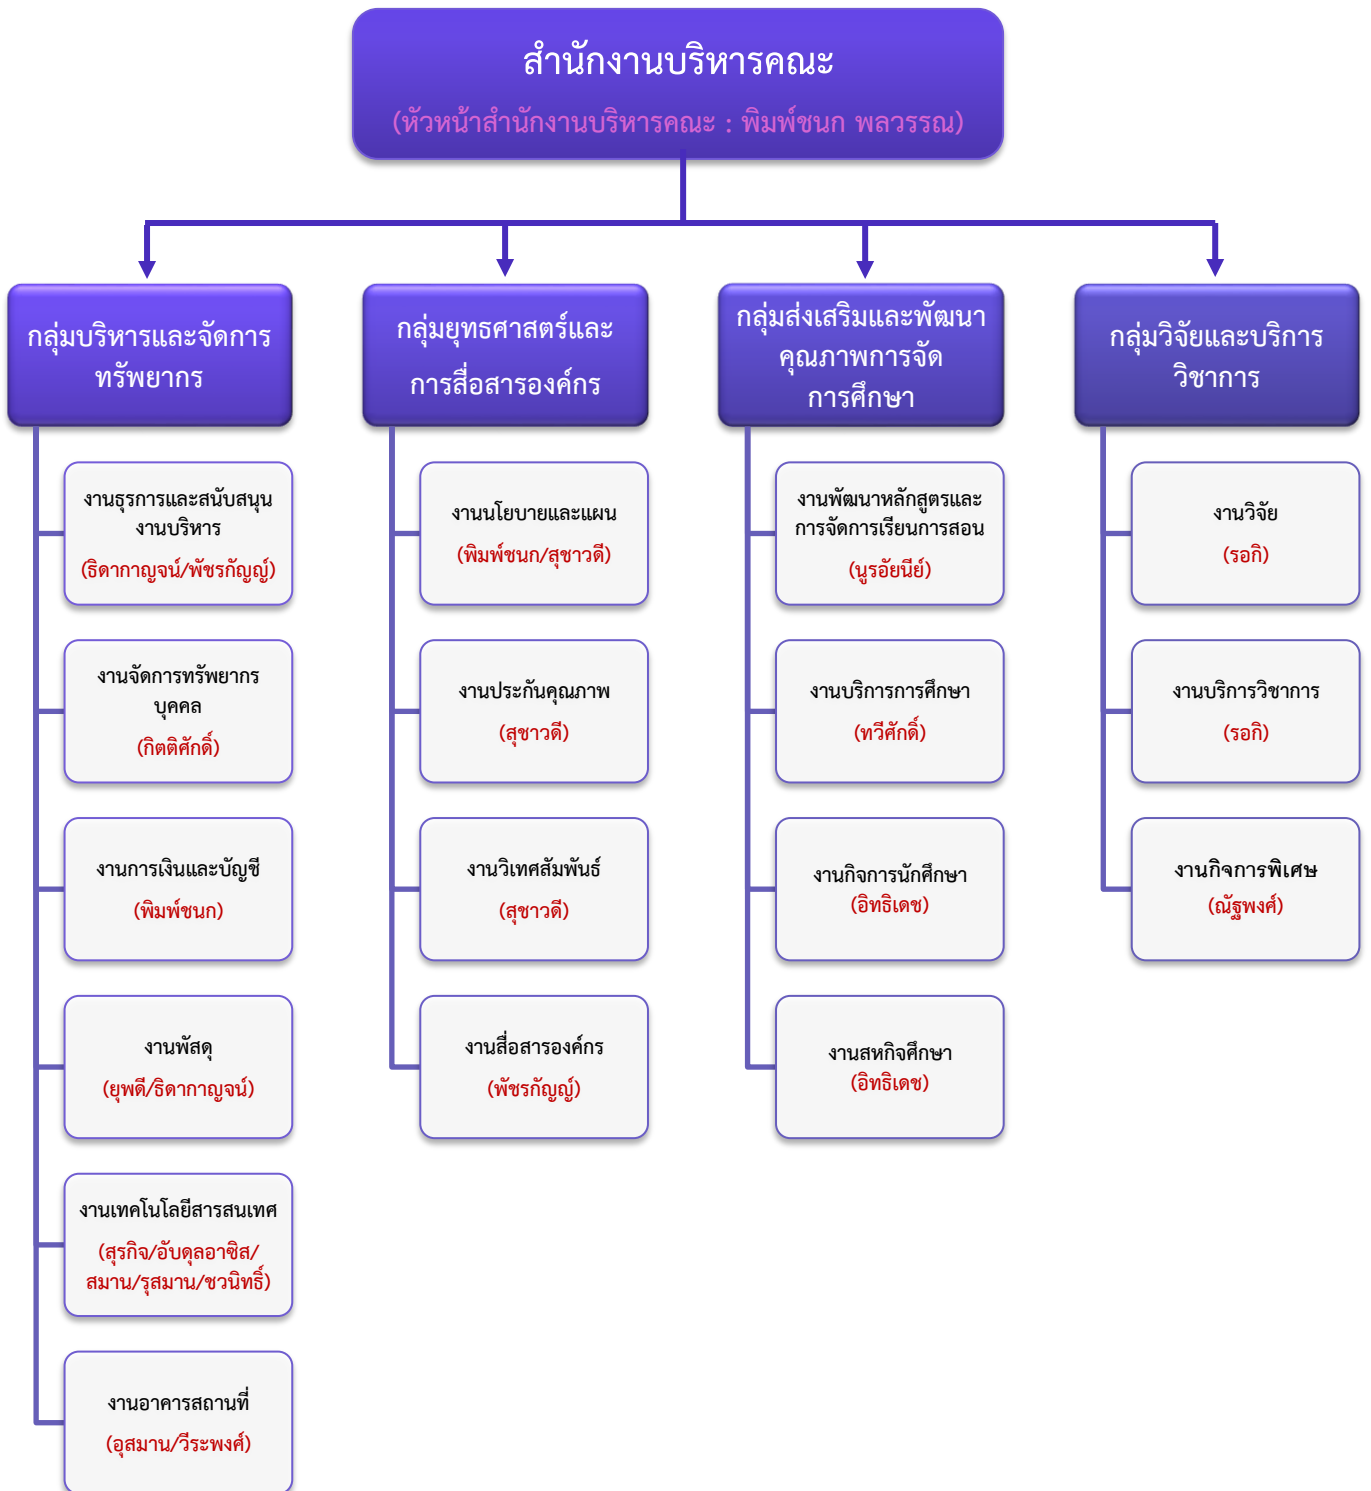 สำนักงานบริหารคณะ
(หัวหน้าสำนักงานบริหารคณะ : พิมพ์ชนก พลวรรณ)
กลุ่มบริหารและจัดการ
ทรัพยากร
งานธุรการและสนับสนุน
งานบริหาร
(ธิดากาญจน์/พัชรกัญญ์)
งานจัดการทรัพยากร
บุคคล
(กิตติศักดิ์)
งานการเงินและบัญชี
(พิมพ์ชนก)
งานพัสดุ
(ยุพดี/ธิดากาญจน์)
งานเทคโนโลยีสารสนเทศ
(สุรกิจ/อับดุลอาซิส/
สมาน/รุสมาน/ชวนิทธิ์)
งานอาคารสถานที่
(อุสมาน/วีระพงศ์)
กลุ่มยุทธศาสตร์และ
การสื่อสารองค์กร
งานนโยบายและแผน
(พิมพ์ชนก/สุชาวดี)
งานประกันคุณภาพ
(สุชาวดี)
งานวิเทศสัมพันธ์
(สุชาวดี)
งานสื่อสารองค์กร
(พัชรกัญญ์)
กลุ่มส่งเสริมและพัฒนา
คุณภาพการจัด
การศึกษา
งานพัฒนาหลักสูตรและ
การจัดการเรียนการสอน
(นูรอัยนีย์)
งานบริการการศึกษา
(ทวีศักดิ์)
งานกิจการนักศึกษา
(อิทธิเดช)
งานสหกิจศึกษา
(อิทธิเดช)
กลุ่มวิจัยและบริการ
วิชาการ
งานวิจัย
(รอกิ)
งานบริการวิชาการ
(รอกิ)
งานกิจการพิเศษ
(ณัฐพงศ์)